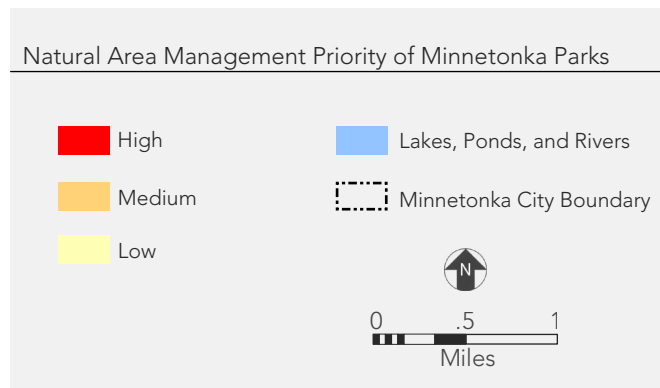 Natural Area Management Priority of Minnetonka Parks
High
Medium
Low
Lakes, Ponds, and Rivers
Minnetonka City Boundary
N
0 .5 1
Miles